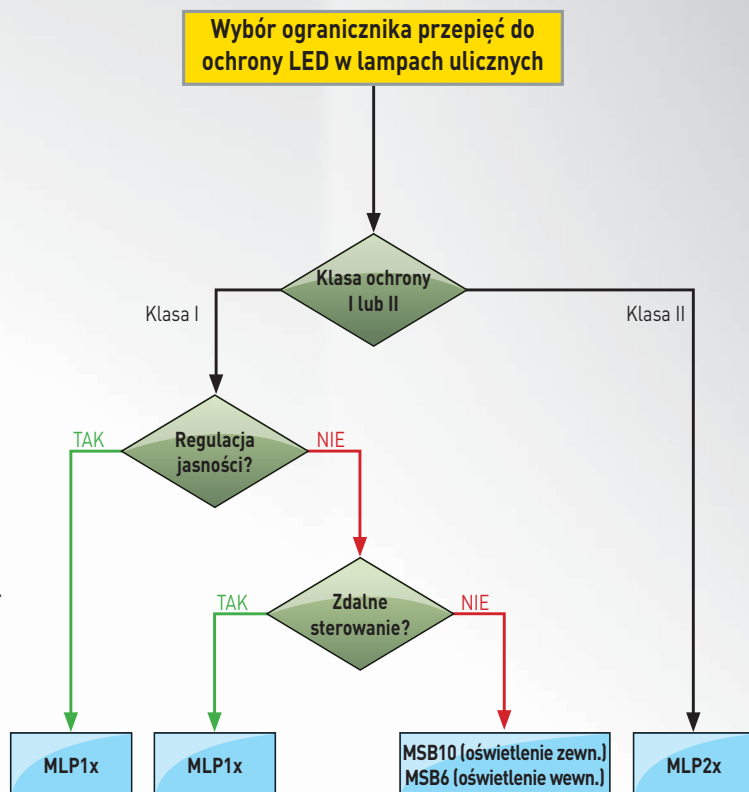 Wybór ogranicznika przepięć do
ochrony LED w lampach ulicznych
Klasa ochrony
I lub II
Klasa I
Klasa II
TAK
Regulacja
jasności?
NIE
TAK
Zdalne
sterowanie?
NIE
MLP1x
MLP1x
MSB10 (oświetlenie zewn.)
MSB6 (oświetlenie wewn.)
MLP2x